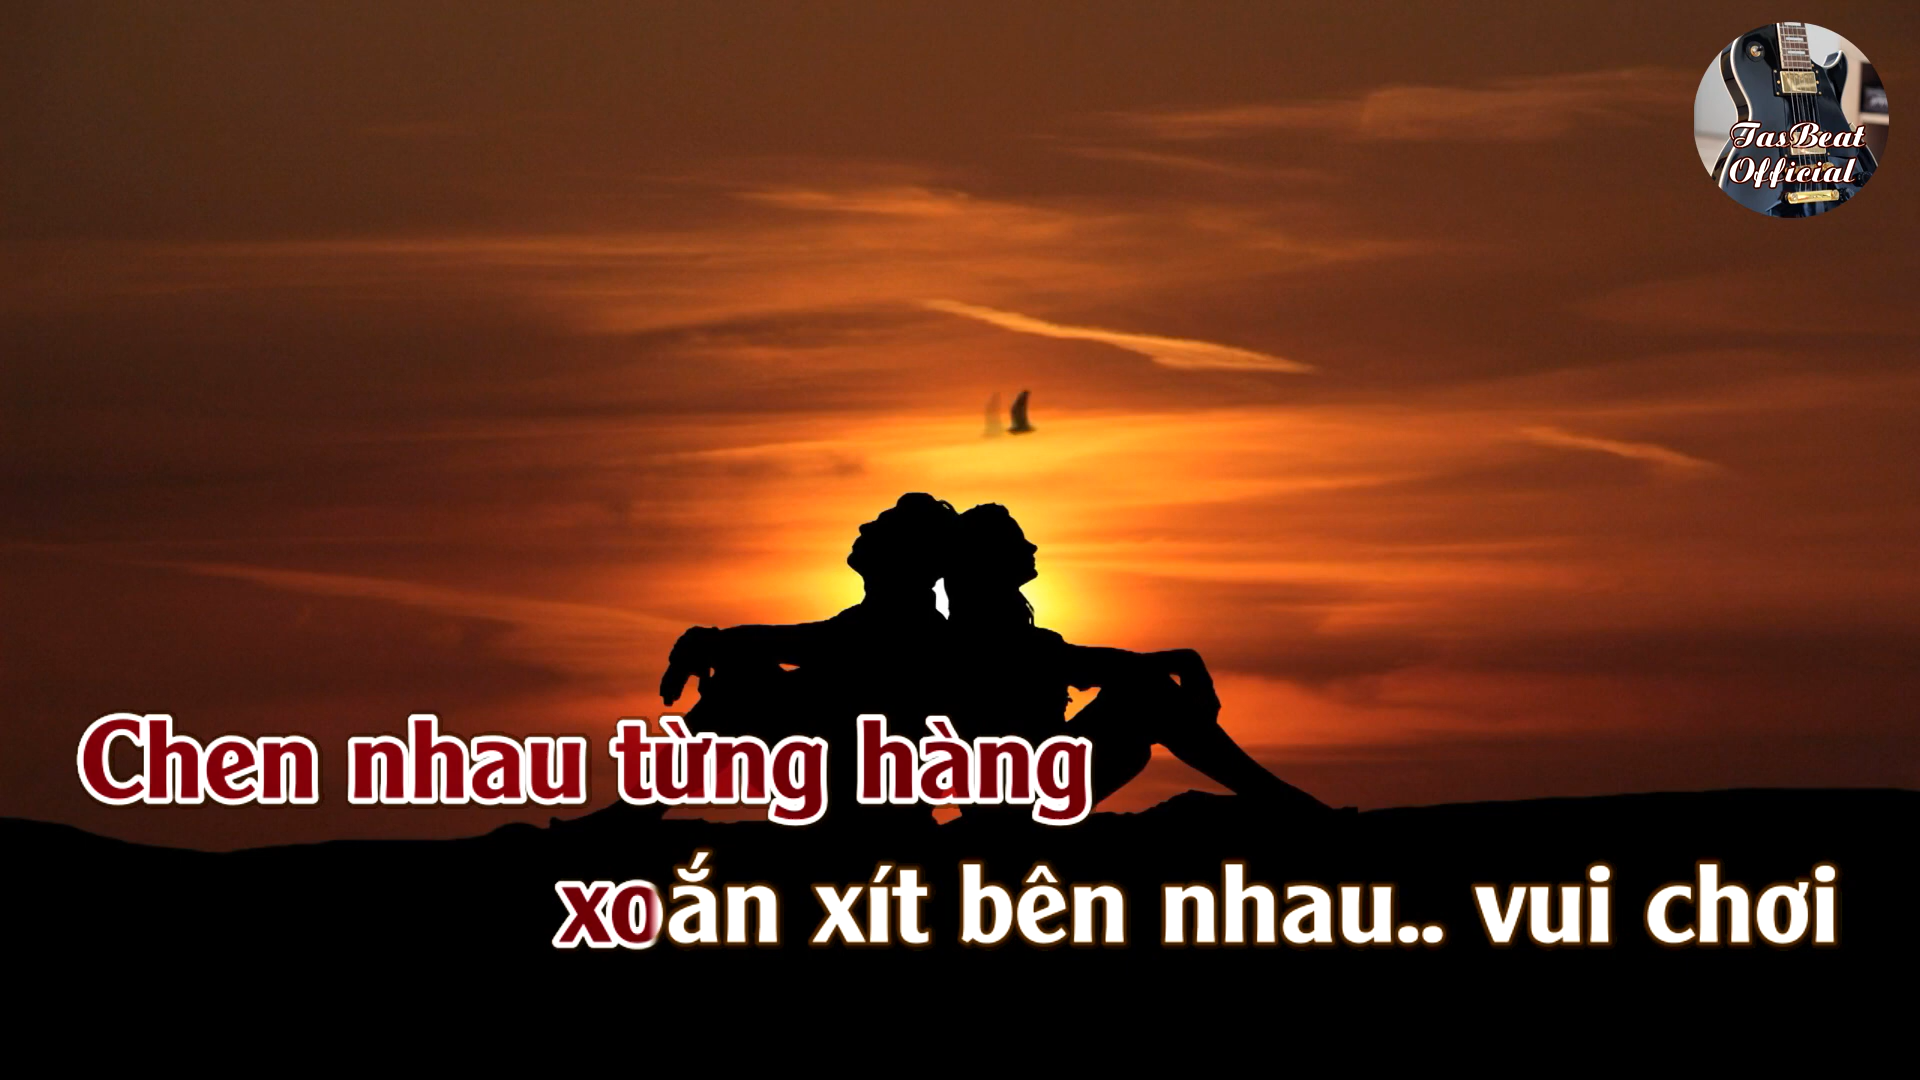 TasBeat
Official
Chen nhau từng hàng
xoắn xít bên nhau.. vui chơi